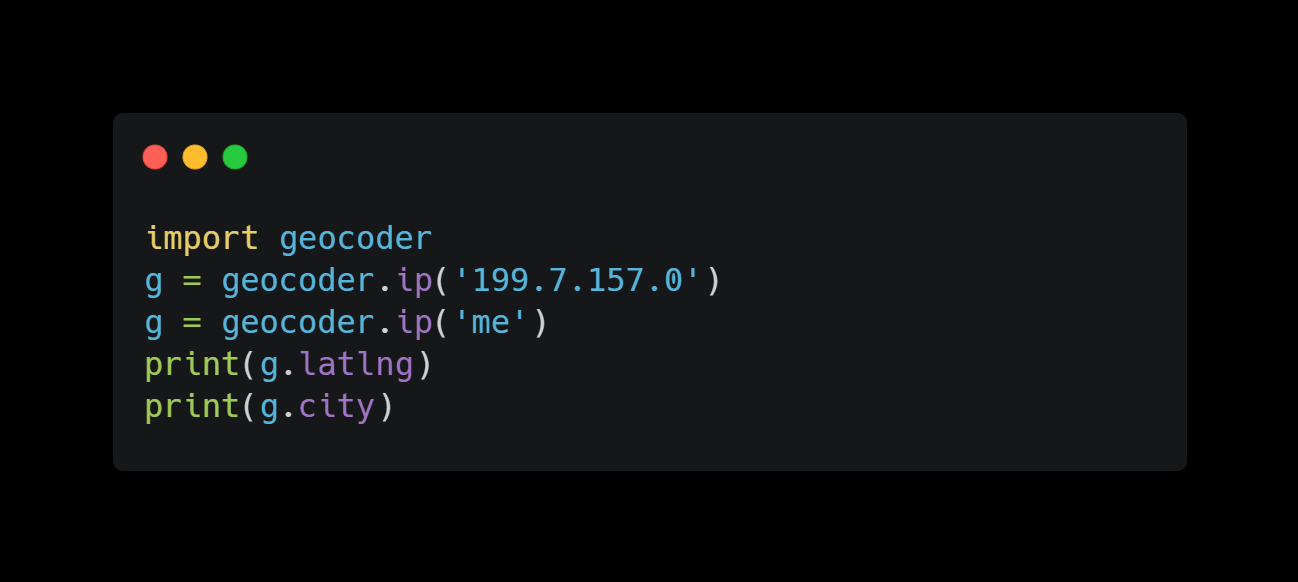 import geocoder
g = geocoder.ip('199.7.157.0')
g = geocoder.ip('me')
print(g.latlng)
print(g.city)